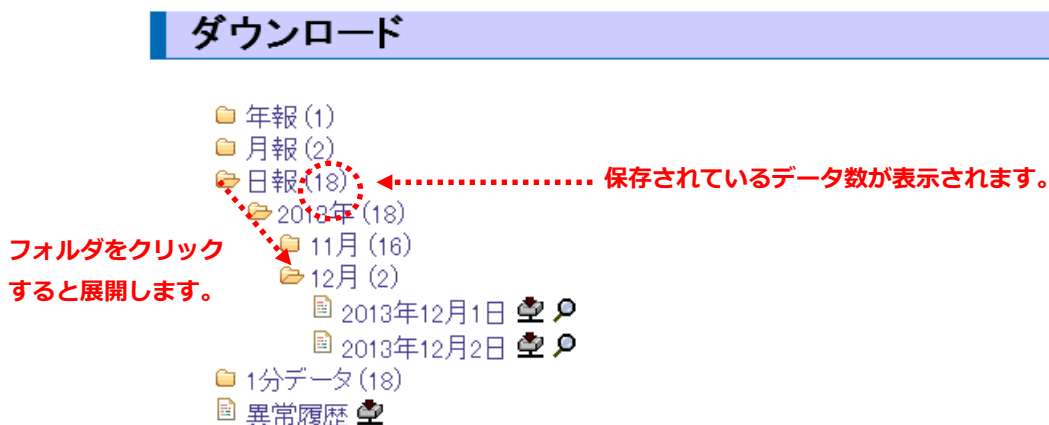 ダウンロード
年報(1)
月報(2)
日報(18)
保存されているデータ数が表示されます。
2013年(18)
フォルダをクリック
すると展開します。
11月(16)
12月(2)
2013年12月1日
2013年12月2日
1分データ(18)
異常履歴